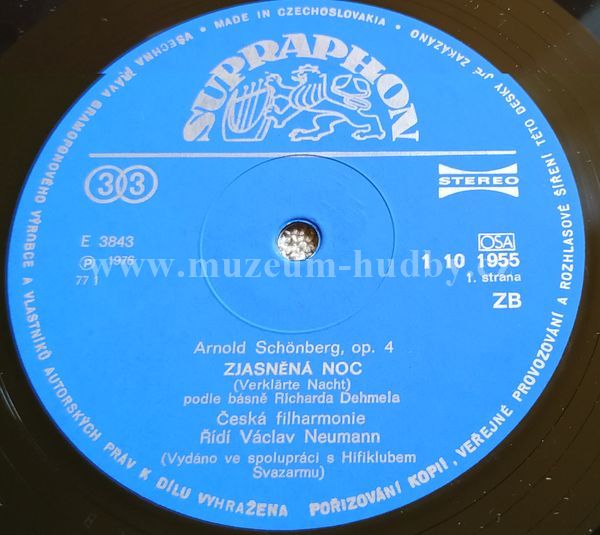 VŠECHNA PRÁVA GRAMOFONOVÉHO VÝROBCE A VLASTNÍKŮ AUTORSKÝCH PRÁV K DÍLU VYHRAŽENA
MADE IN CZECHOSLOVAKIA
POŘIZOVÁNÍ KOPIÍ, VEŘEJNÉ PROVOZOVÁNÍ A ROZHLASOVÉ ŠÍŘENÍ TÉTO DESKY JE ZAKÁZÁNO
SUPRAPHON
33
STEREO
E 3843
Ⓟ 1976
77 1
OSA
1 10 1955
1. strana
ZB
www.muzeum-hudby.cz
Arnold Schönberg, op. 4
ZJASNĚNÁ NOC
(Verklärte Nacht)
podle básně Richarda Dehmela
Česká filharmonie
Řídí Václav Neumann
(Vydáno ve spolupráci s Hifiklubem
Svazarmu)